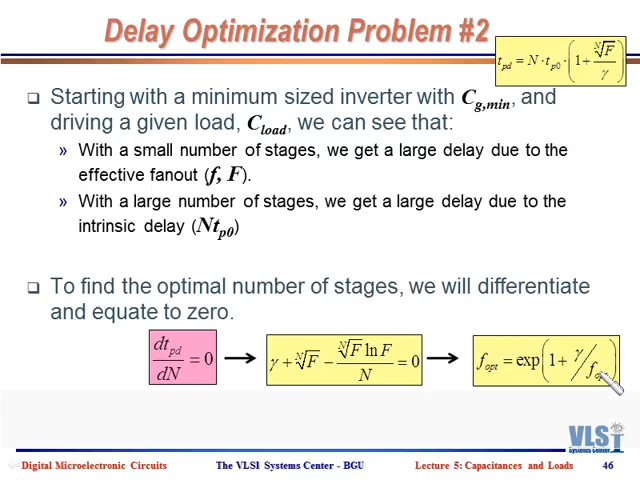 Delay Optimization Problem #2
t_pd = N · t_p0 · (1 + ᴺ√F / γ)
❑ Starting with a minimum sized inverter with C_g,min, and
driving a given load, C_load, we can see that:
» With a small number of stages, we get a large delay due to the
effective fanout (f, F).
» With a large number of stages, we get a large delay due to the
intrinsic delay (Nt_p0)
❑ To find the optimal number of stages, we will differentiate
and equate to zero.
dt_pd / dN = 0 → γ + ᴺ√F − ᴺ√F ln F / N = 0 → f_opt = exp(1 + γ / f_opt)
VLSI
Systems Center
Digital Microelectronic Circuits The VLSI Systems Center - BGU Lecture 5: Capacitances and Loads 46